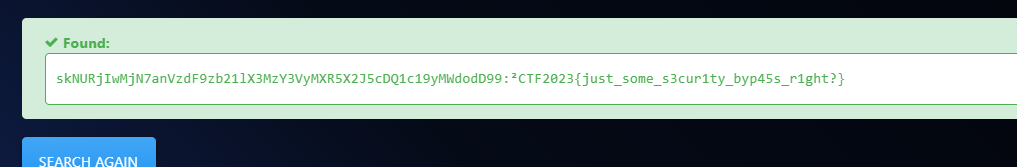 ✔ Found:
skNURjIwMjN7anVzdF9zb21lX3MzY3VyMXR5X2J5cDQ1c19yMWdodD99:²CTF2023{just_some_s3cur1ty_byp45s_r1ght?}
SEARCH AGAIN